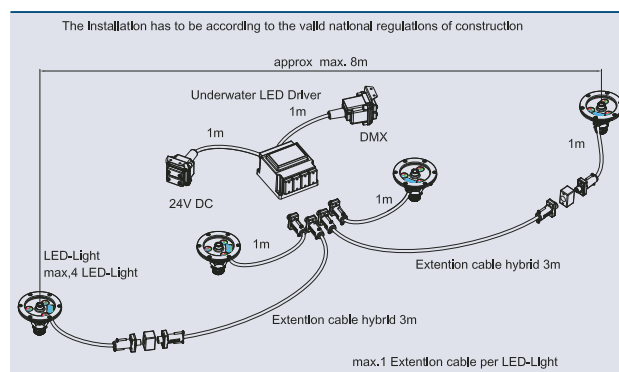 The Installation has to be according to the valid national regulations of construction
approx max. 8m
Underwater LED Driver
1m
1m
DMX
1m
24V DC
1m
1m
LED-Light
max,4 LED-Light
Extention cable hybrid 3m
Extention cable hybrid 3m
max.1 Extention cable per LED-Light